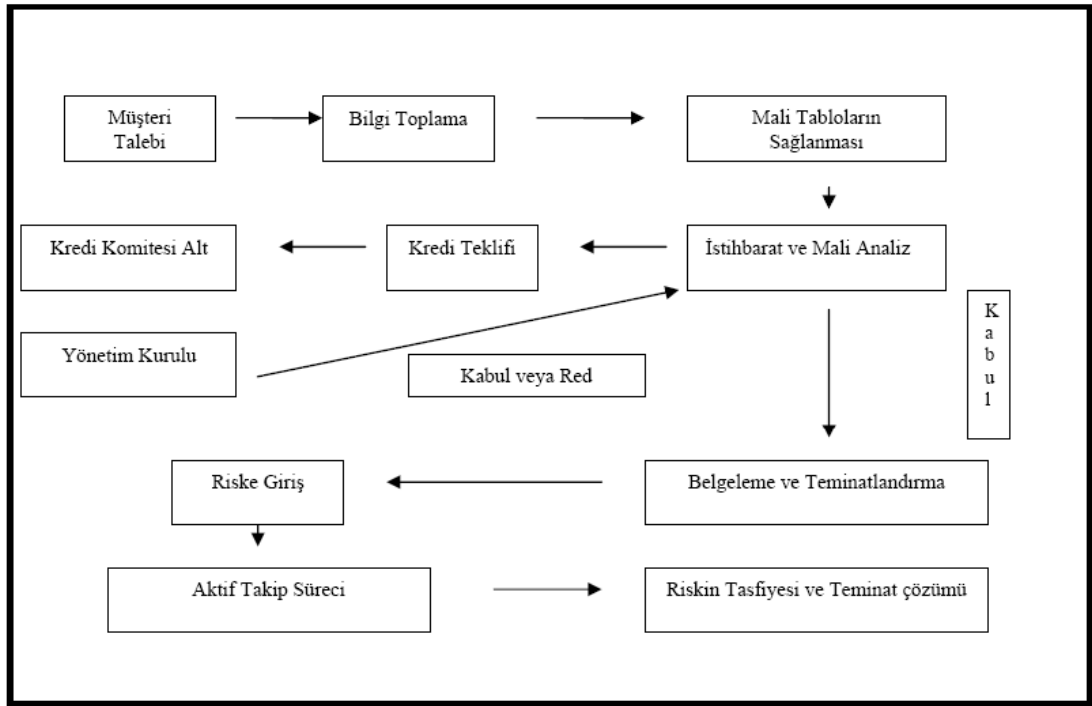 Müşteri
Talebi
Bilgi Toplama
Mali Tabloların
Sağlanması
Kredi Komitesi Alt
Kredi Teklifi
İstihbarat ve Mali Analiz
Yönetim Kurulu
Kabul veya Red
K
a
b
u
l
Riske Giriş
Belgeleme ve Teminatlandırma
Aktif Takip Süreci
Riskin Tasfiyesi ve Teminat çözümü